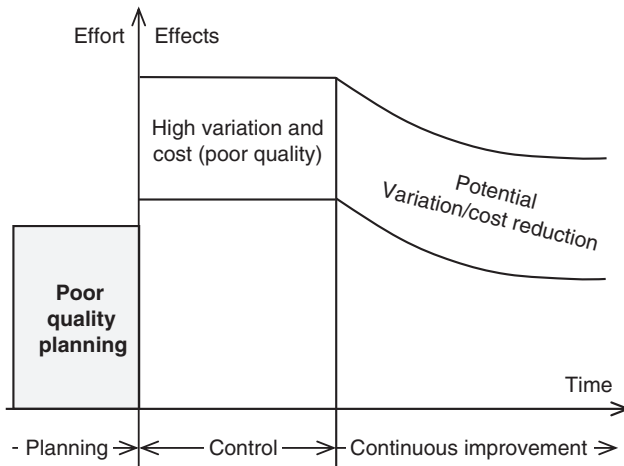 Effort
Effects
High variation and
cost (poor quality)
Potential
Variation/cost reduction
Poor
quality
planning
Time
Planning
Control
Continuous improvement